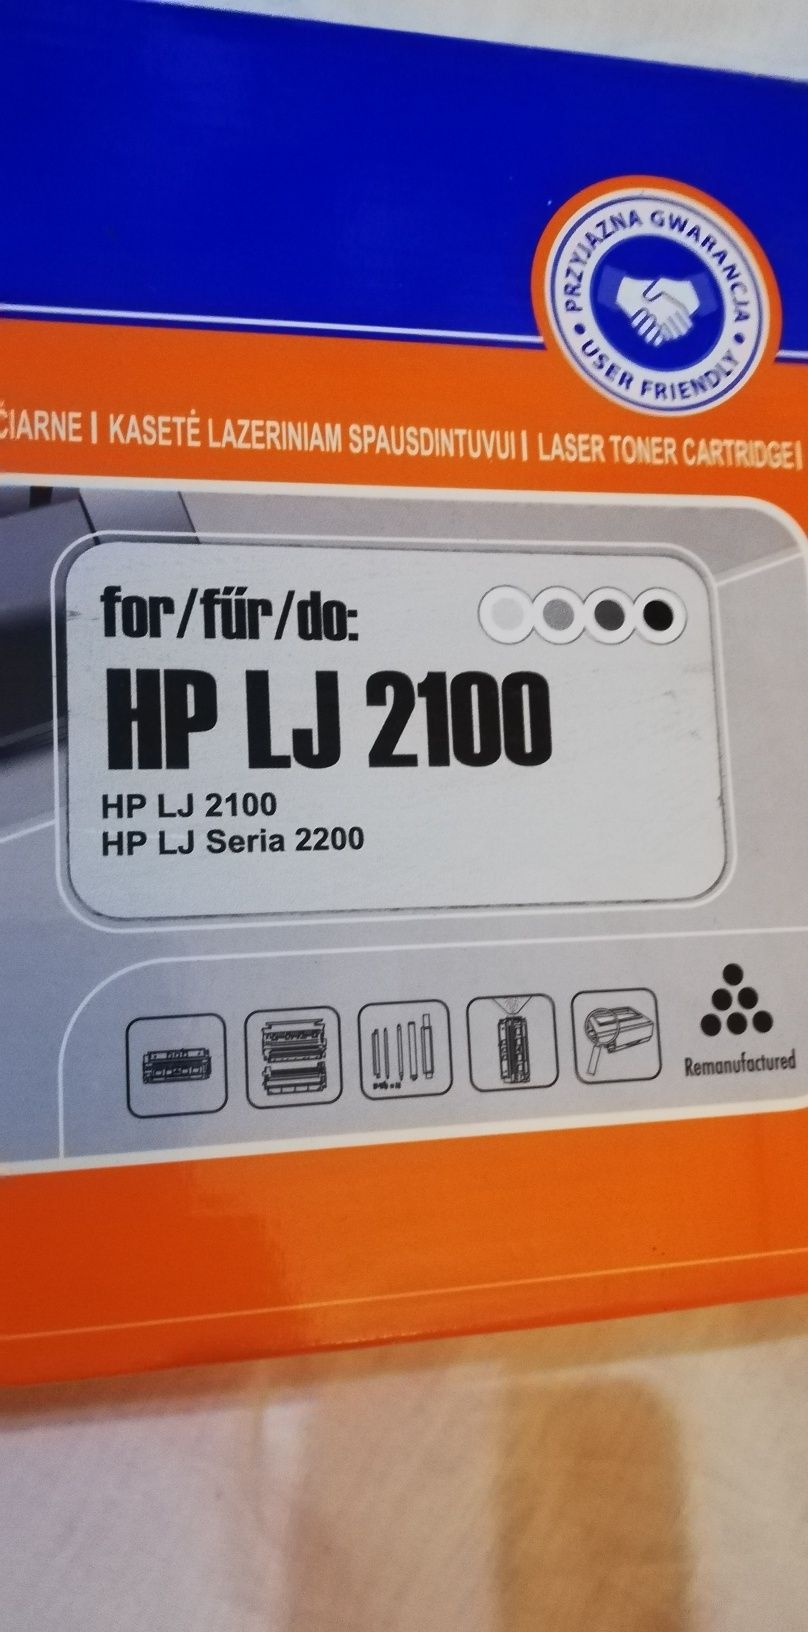 PRZYJAZNA GWARANCJA
• USER FRIENDLY •
ČIARNE | KASETĖ LAZERINIAM SPAUSDINTUVUI | LASER TONER CARTRIDGE |
for/fűr/do:
HP LJ 2100
HP LJ 2100
HP LJ Seria 2200
Remanufactured